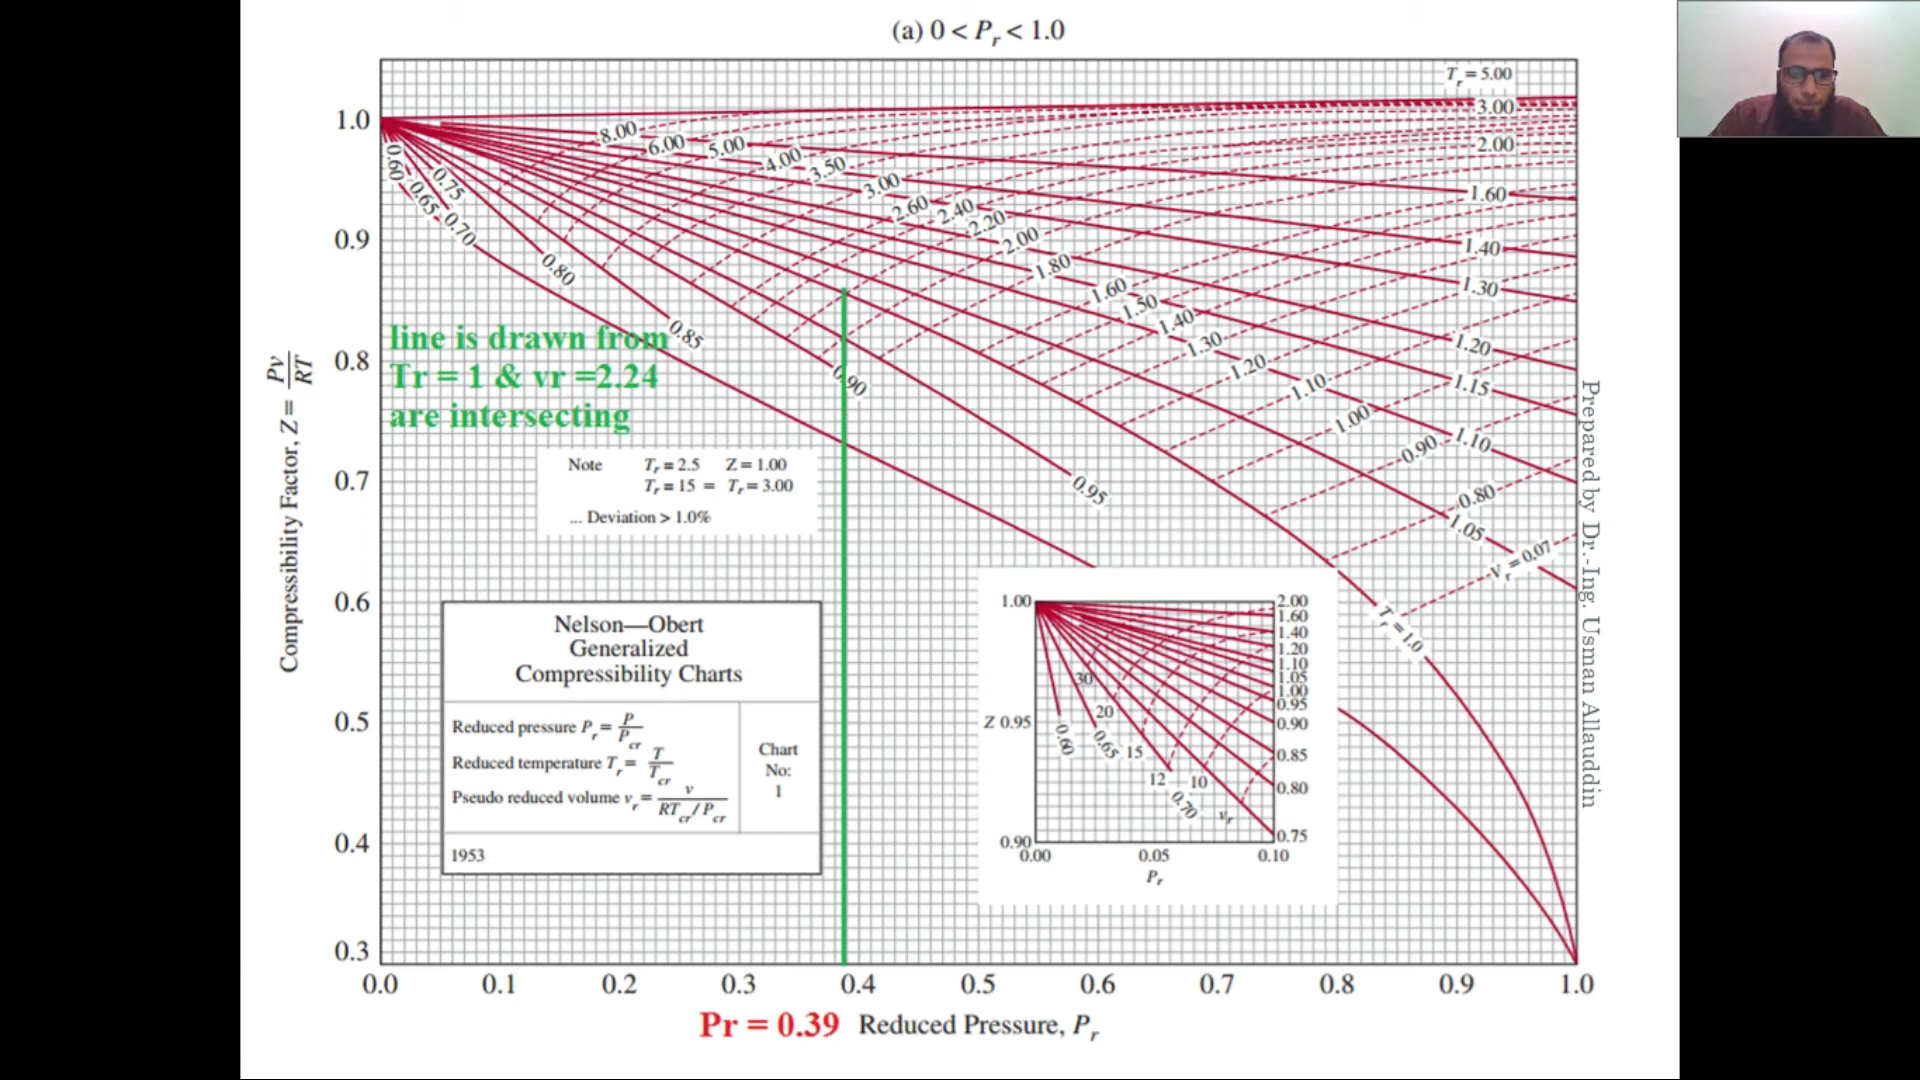 (a) 0 < Pr < 1.0
Tr = 5.00
3.00
2.00
1.60
1.40
1.30
1.20
1.15
1.10
1.05
Tr = 1.0
0.95
0.90
0.85
0.80
0.75
0.70
0.65
0.60
8.00
6.00
5.00
4.00
3.50
3.00
2.60
2.40
2.20
2.00
1.80
1.60
1.50
1.40
1.30
1.20
1.10
1.00
0.90
0.80
vr = 0.07
1.0
0.9
0.8
0.7
0.6
0.5
0.4
0.3
Compressibility Factor, Z = Pv/RT
line is drawn from
Tr = 1 & vr =2.24
are intersecting
Note Tr = 2.5 Z = 1.00
Tr = 15 = Tr = 3.00
... Deviation > 1.0%
Nelson—Obert
Generalized
Compressibility Charts
Reduced pressure Pr = P/Pcr
Reduced temperature Tr = T/Tcr
Pseudo reduced volume vr = v/(RTcr/Pcr)
Chart
No:
1
1953
1.00
Z 0.95
0.90
2.00
1.60
1.40
1.20
1.10
1.05
1.00
0.95
0.90
0.85
0.80
0.75
30
20
15
12
10
vr
0.60
0.65
0.70
0.00 0.05 0.10
Pr
0.0 0.1 0.2 0.3 0.4 0.5 0.6 0.7 0.8 0.9 1.0
Pr = 0.39 Reduced Pressure, Pr
Prepared by Dr.-Ing. Usman Allauddin